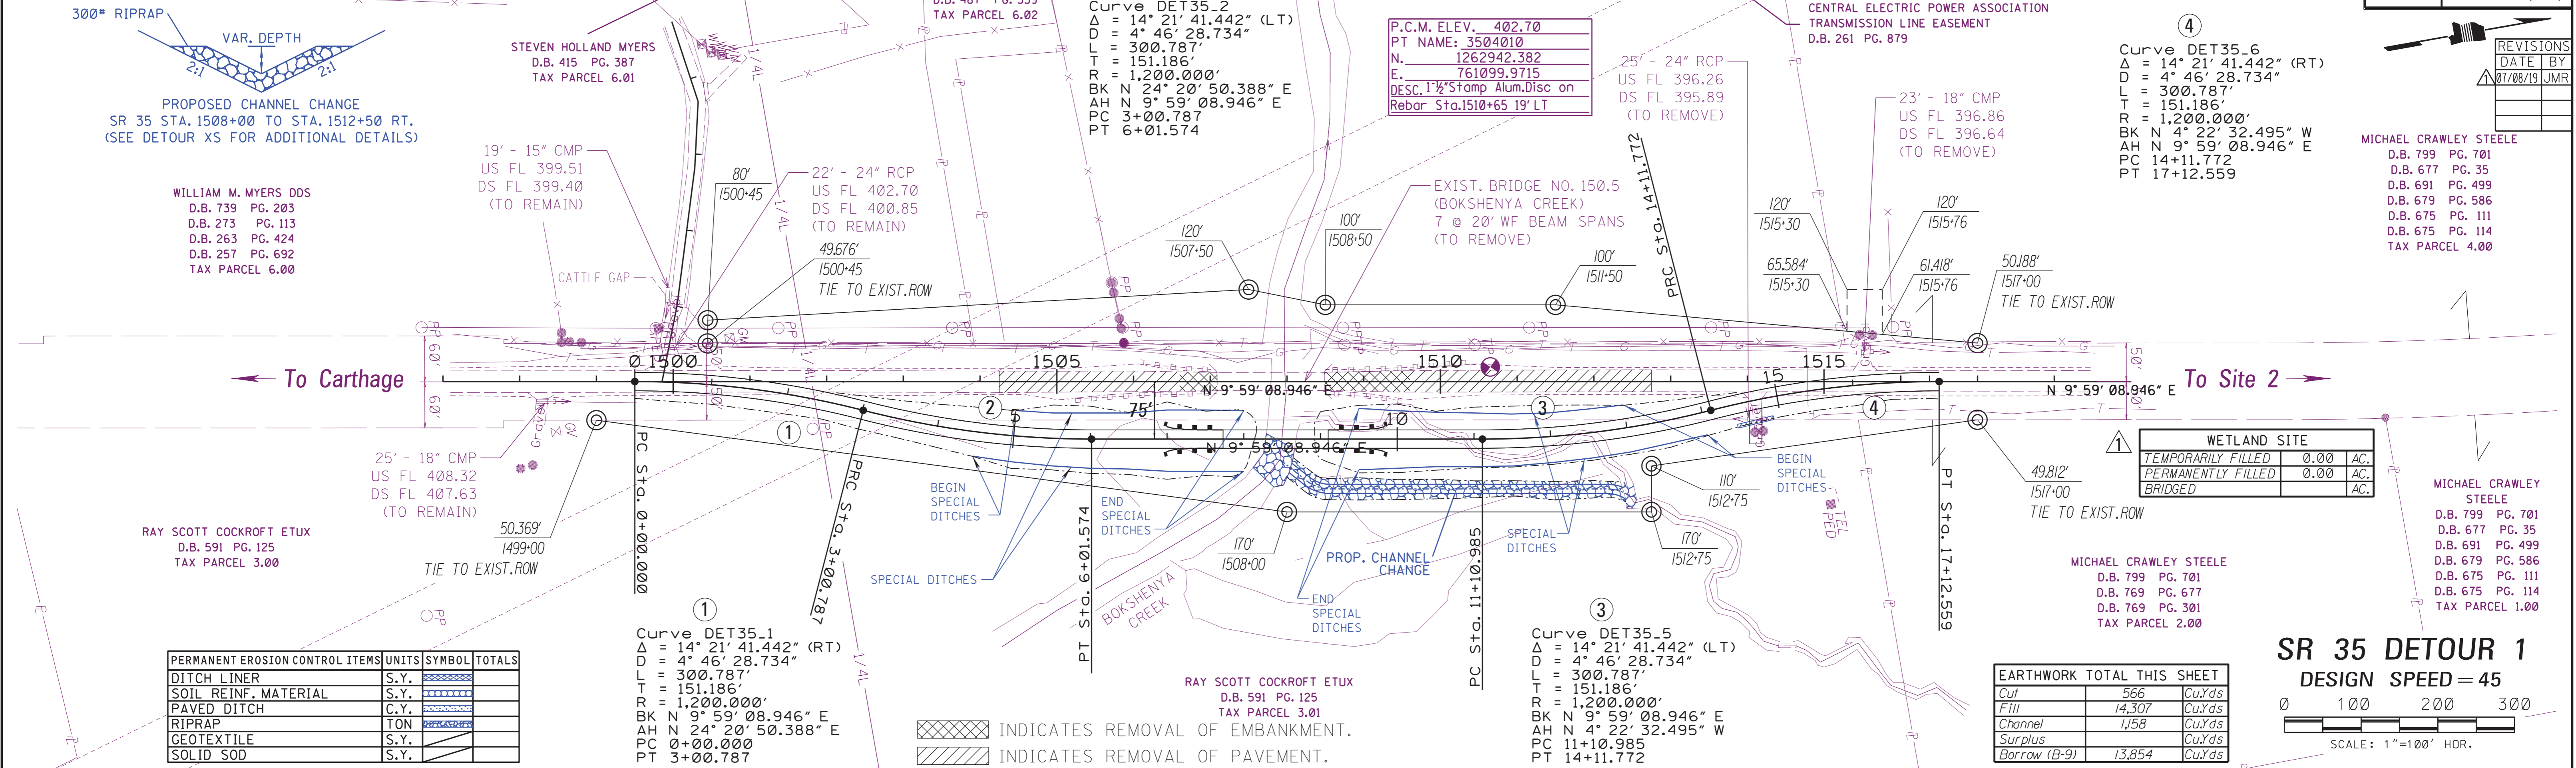 300# RIPRAP
VAR. DEPTH
2:1
2:1
PROPOSED CHANNEL CHANGE
SR 35 STA. 1508+00 TO STA. 1512+50 RT.
(SEE DETOUR XS FOR ADDITIONAL DETAILS)
STEVEN HOLLAND MYERS
D.B. 415 PG. 387
TAX PARCEL 6.01
TAX PARCEL 6.02
Curve DET35_2
Δ = 14° 21' 41.442" (LT)
D = 4° 46' 28.734"
L = 300.787'
T = 151.186'
R = 1,200.000'
BK N 24° 20' 50.388" E
AH N 9° 59' 08.946" E
PC 3+00.787
PT 6+01.574
P.C.M. ELEV. 402.70
PT NAME: 3504010
N. 1262942.382
E. 761099.9715
DESC. 1-½"Stamp Alum.Disc on
Rebar Sta.1510+65 19' LT
25' - 24" RCP
US FL 396.26
DS FL 395.89
(TO REMOVE)
CENTRAL ELECTRIC POWER ASSOCIATION
TRANSMISSION LINE EASEMENT
D.B. 261 PG. 879
23' - 18" CMP
US FL 396.86
DS FL 396.64
(TO REMOVE)
4
Curve DET35_6
Δ = 14° 21' 41.442" (RT)
D = 4° 46' 28.734"
L = 300.787'
T = 151.186'
R = 1,200.000'
BK N 4° 22' 32.495" W
AH N 9° 59' 08.946" E
PC 14+11.772
PT 17+12.559
REVISIONS
DATE BY
1 07/08/19 JMR
MICHAEL CRAWLEY STEELE
D.B. 799 PG. 701
D.B. 677 PG. 35
D.B. 691 PG. 499
D.B. 679 PG. 586
D.B. 675 PG. 111
D.B. 675 PG. 114
TAX PARCEL 4.00
WILLIAM M. MYERS DDS
D.B. 739 PG. 203
D.B. 273 PG. 113
D.B. 263 PG. 424
D.B. 257 PG. 692
TAX PARCEL 6.00
19' - 15" CMP
US FL 399.51
DS FL 399.40
(TO REMAIN)
CATTLE GAP
80'
1500+45
22' - 24" RCP
US FL 402.70
DS FL 400.85
(TO REMAIN)
49.676'
1500+45
TIE TO EXIST.ROW
1/4L
1/4L
1/4L
1/4L
120'
1507+50
100'
1508+50
EXIST. BRIDGE NO. 150.5
(BOKSHENYA CREEK)
7 @ 20' WF BEAM SPANS
(TO REMOVE)
100'
1511+50
PRC Sta. 14+11.772
120'
1515+30
65.584'
1515+30
120'
1515+76
61.418'
1515+76
50.188'
1517+00
TIE TO EXIST.ROW
PP
PP
PP
PP
PP
PP
PP
PP
GV
60'
60'
50'
50'
To Carthage
0 1500
1505
1510
1515
15
N 9° 59' 08.946" E
N 9° 59' 08.946" E
To Site 2
1
2
5
75'
10
3
4
N 9° 59' 08.946" E
Gravel
GV
25' - 18" CMP
US FL 408.32
DS FL 407.63
(TO REMAIN)
50.369'
1499+00
TIE TO EXIST.ROW
RAY SCOTT COCKROFT ETUX
D.B. 591 PG. 125
TAX PARCEL 3.00
PC Sta. 0+00.000
PRC Sta. 3+00.787
PT Sta. 6+01.574
BEGIN
SPECIAL
DITCHES
END
SPECIAL
DITCHES
SPECIAL DITCHES
BOKSHENYA
CREEK
170'
1508+00
PROP. CHANNEL
CHANGE
END
SPECIAL
DITCHES
PC Sta. 11+10.985
SPECIAL
DITCHES
170'
1512+75
110'
1512+75
BEGIN
SPECIAL
DITCHES
TEL
PED
PT Sta. 17+12.559
49.812'
1517+00
TIE TO EXIST.ROW
1
WETLAND SITE
TEMPORARILY FILLED 0.00 AC.
PERMANENTLY FILLED 0.00 AC.
BRIDGED AC.
MICHAEL CRAWLEY STEELE
D.B. 799 PG. 701
D.B. 769 PG. 677
D.B. 769 PG. 301
TAX PARCEL 2.00
MICHAEL CRAWLEY
STEELE
D.B. 799 PG. 701
D.B. 677 PG. 35
D.B. 691 PG. 499
D.B. 679 PG. 586
D.B. 675 PG. 111
D.B. 675 PG. 114
TAX PARCEL 1.00
PERMANENT EROSION CONTROL ITEMS UNITS SYMBOL TOTALS
DITCH LINER S.Y.
SOIL REINF. MATERIAL S.Y.
PAVED DITCH C.Y.
RIPRAP TON
GEOTEXTILE S.Y.
SOLID SOD S.Y.
PP
1
Curve DET35_1
Δ = 14° 21' 41.442" (RT)
D = 4° 46' 28.734"
L = 300.787'
T = 151.186'
R = 1,200.000'
BK N 9° 59' 08.946" E
AH N 24° 20' 50.388" E
PC 0+00.000
PT 3+00.787
RAY SCOTT COCKROFT ETUX
D.B. 591 PG. 125
TAX PARCEL 3.01
INDICATES REMOVAL OF EMBANKMENT.
INDICATES REMOVAL OF PAVEMENT.
3
Curve DET35_5
Δ = 14° 21' 41.442" (LT)
D = 4° 46' 28.734"
L = 300.787'
T = 151.186'
R = 1,200.000'
BK N 9° 59' 08.946" E
AH N 4° 22' 32.495" W
PC 11+10.985
PT 14+11.772
EARTHWORK TOTAL THIS SHEET
Cut 566 Cu.Yds
Fill 14,307 Cu.Yds
Channel 1,158 Cu.Yds
Surplus Cu.Yds
Borrow (B-9) 13,854 Cu.Yds
SR 35 DETOUR 1
DESIGN SPEED = 45
0 100 200 300
SCALE: 1"=100' HOR.